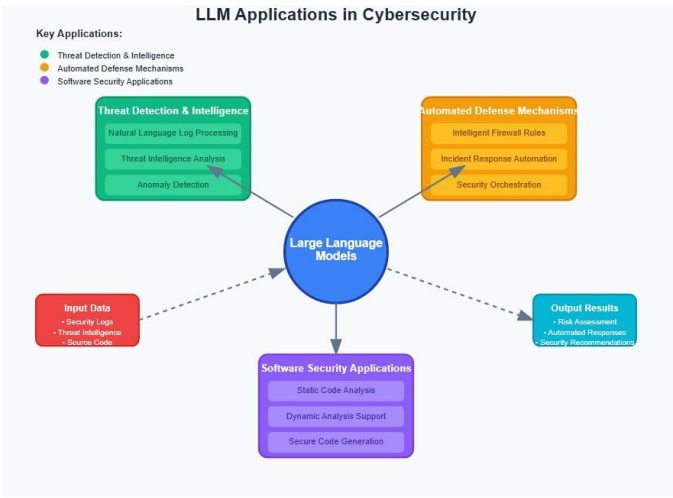 LLM Applications in Cybersecurity
Key Applications:
Threat Detection & Intelligence
Automated Defense Mechanisms
Software Security Applications
Threat Detection & Intelligence
Natural Language Log Processing
Threat Intelligence Analysis
Anomaly Detection
Automated Defense Mechanisms
Intelligent Firewall Rules
Incident Response Automation
Security Orchestration
Large Language
Models
Input Data
• Security Logs
• Threat Intelligence
• Source Code
Output Results
• Risk Assessment
• Automated Responses
• Security Recommendations
Software Security Applications
Static Code Analysis
Dynamic Analysis Support
Secure Code Generation